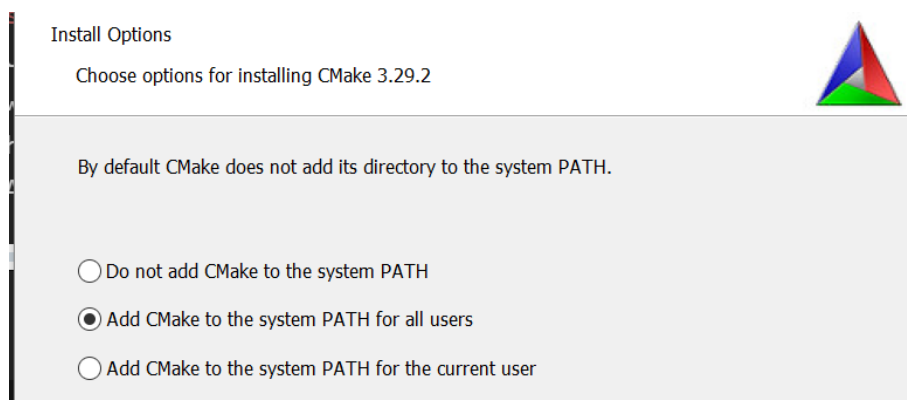 Install Options
Choose options for installing CMake 3.29.2
By default CMake does not add its directory to the system PATH.
Do not add CMake to the system PATH
Add CMake to the system PATH for all users
Add CMake to the system PATH for the current user